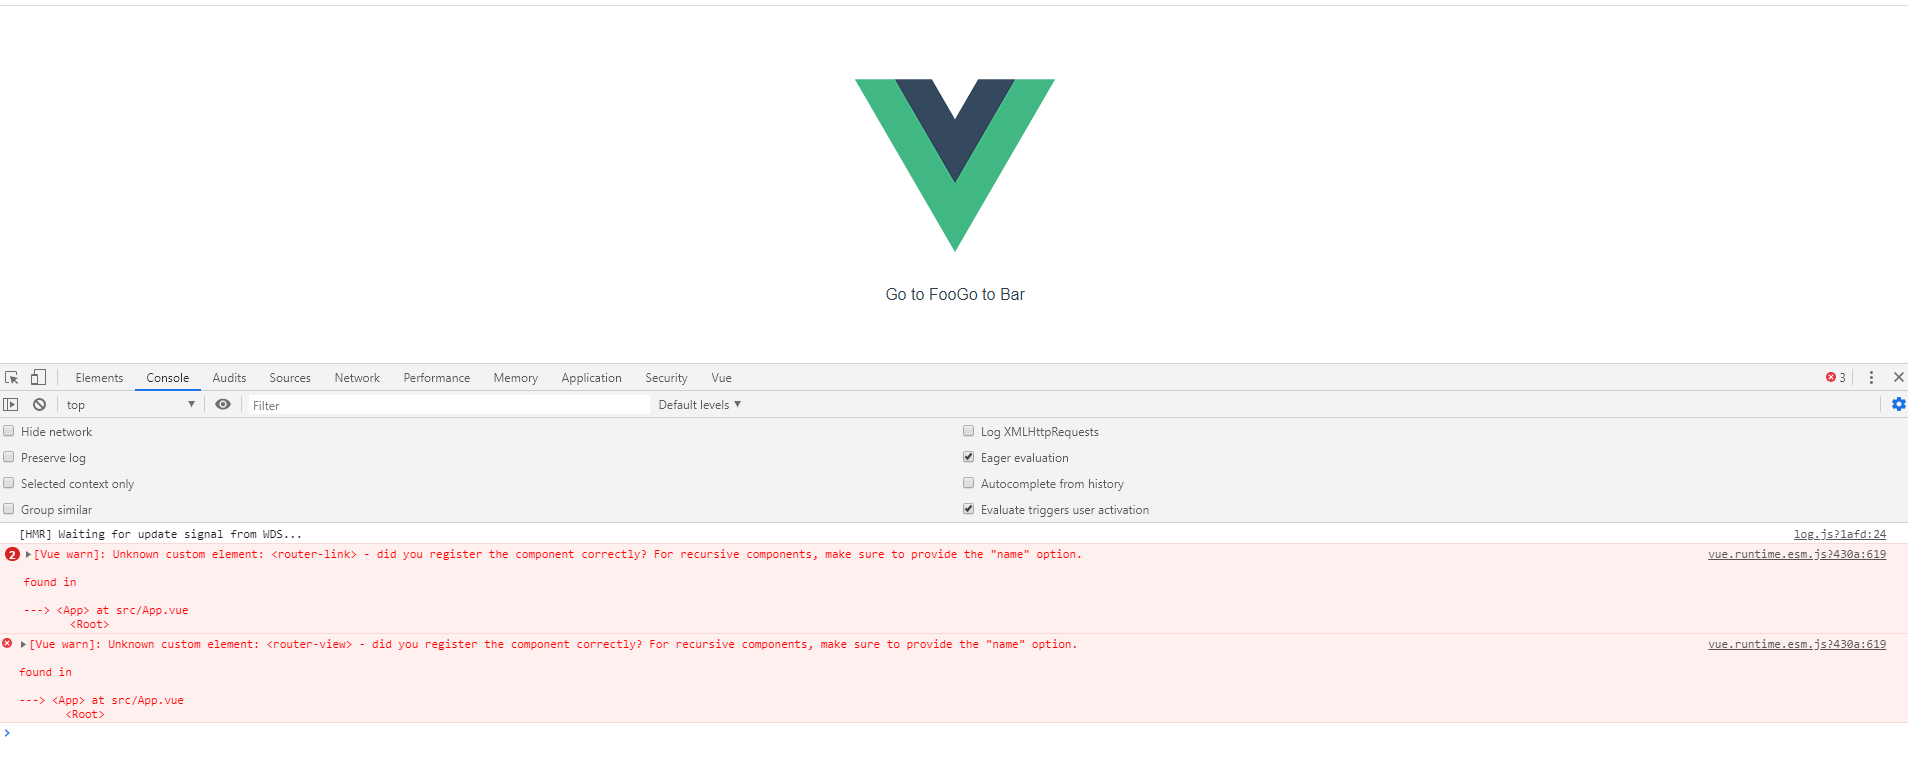 Go to FooGo to Bar
Elements Console Audits Sources Network Performance Memory Application Security Vue 3
top Filter Default levels
Hide network Log XMLHttpRequests
Preserve log Eager evaluation
Selected context only Autocomplete from history
Group similar Evaluate triggers user activation
[HMR] Waiting for update signal from WDS... log.js?1afd:24
2 [Vue warn]: Unknown custom element: <router-link> - did you register the component correctly? For recursive components, make sure to provide the "name" option. vue.runtime.esm.js?430a:619
found in
---> <App> at src/App.vue
<Root>
[Vue warn]: Unknown custom element: <router-view> - did you register the component correctly? For recursive components, make sure to provide the "name" option. vue.runtime.esm.js?430a:619
found in
---> <App> at src/App.vue
<Root>